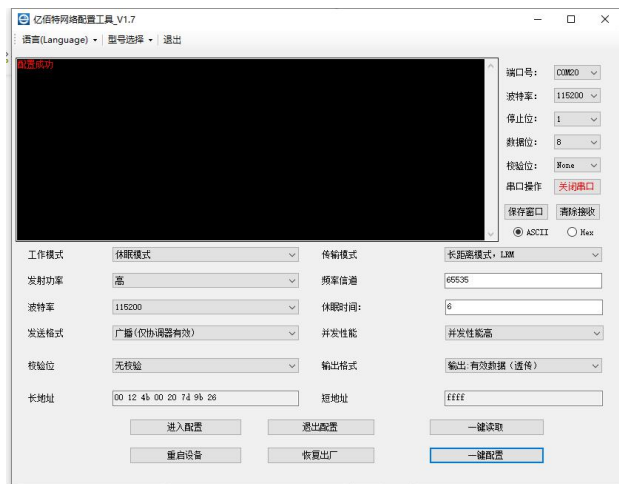 亿佰特网络配置工具_V1.7
语言(Language) 型号选择 退出
配置成功
端口号: COM20
波特率: 115200
停止位: 1
数据位: 8
校验位: None
串口操作 关闭串口
保存窗口 清除接收
ASCII Hex
工作模式 休眠模式 传输模式 长距离模式,LRM
发射功率 高 频率信道 65535
波特率 115200 休眠时间: 6
发送格式 广播(仅协调器有效) 并发性能 并发性能高
校验位 无校验 输出格式 输出:有效数据(透传)
长地址 00 12 4b 00 20 7d 9b 26 短地址 ffff
进入配置 退出配置 一键读取
重启设备 恢复出厂 一键配置